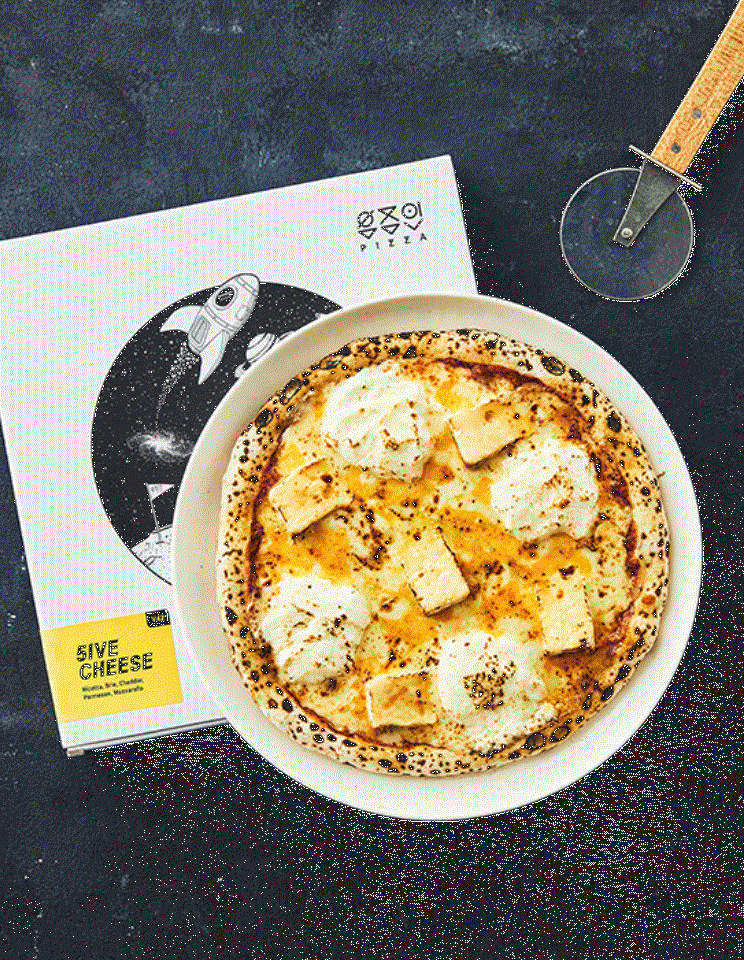 PIZZA
5IVE
CHEESE
Ricotta, Brie, Cheddar,
Parmesan, Mozzarella